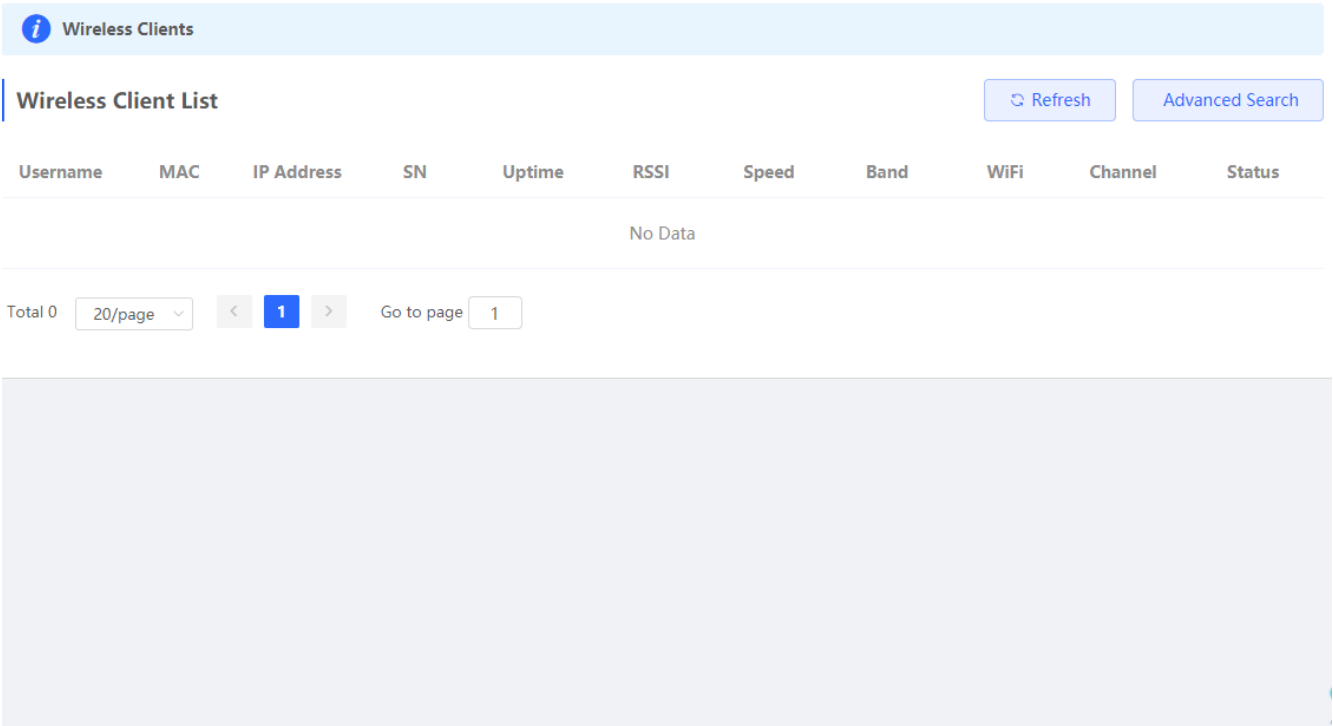 i Wireless Clients
Wireless Client List Refresh Advanced Search
Username MAC IP Address SN Uptime RSSI Speed Band WiFi Channel Status
No Data
Total 0 20/page < 1 > Go to page 1